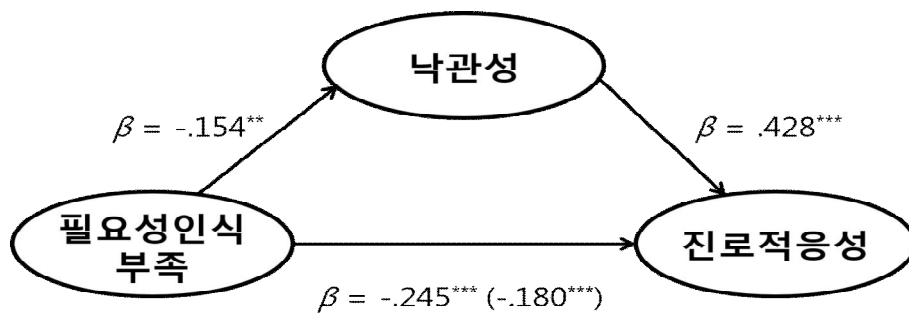 낙관성
β = -.154**
β = .428***
필요성인식
부족
진로적응성
β = -.245*** (-.180***)